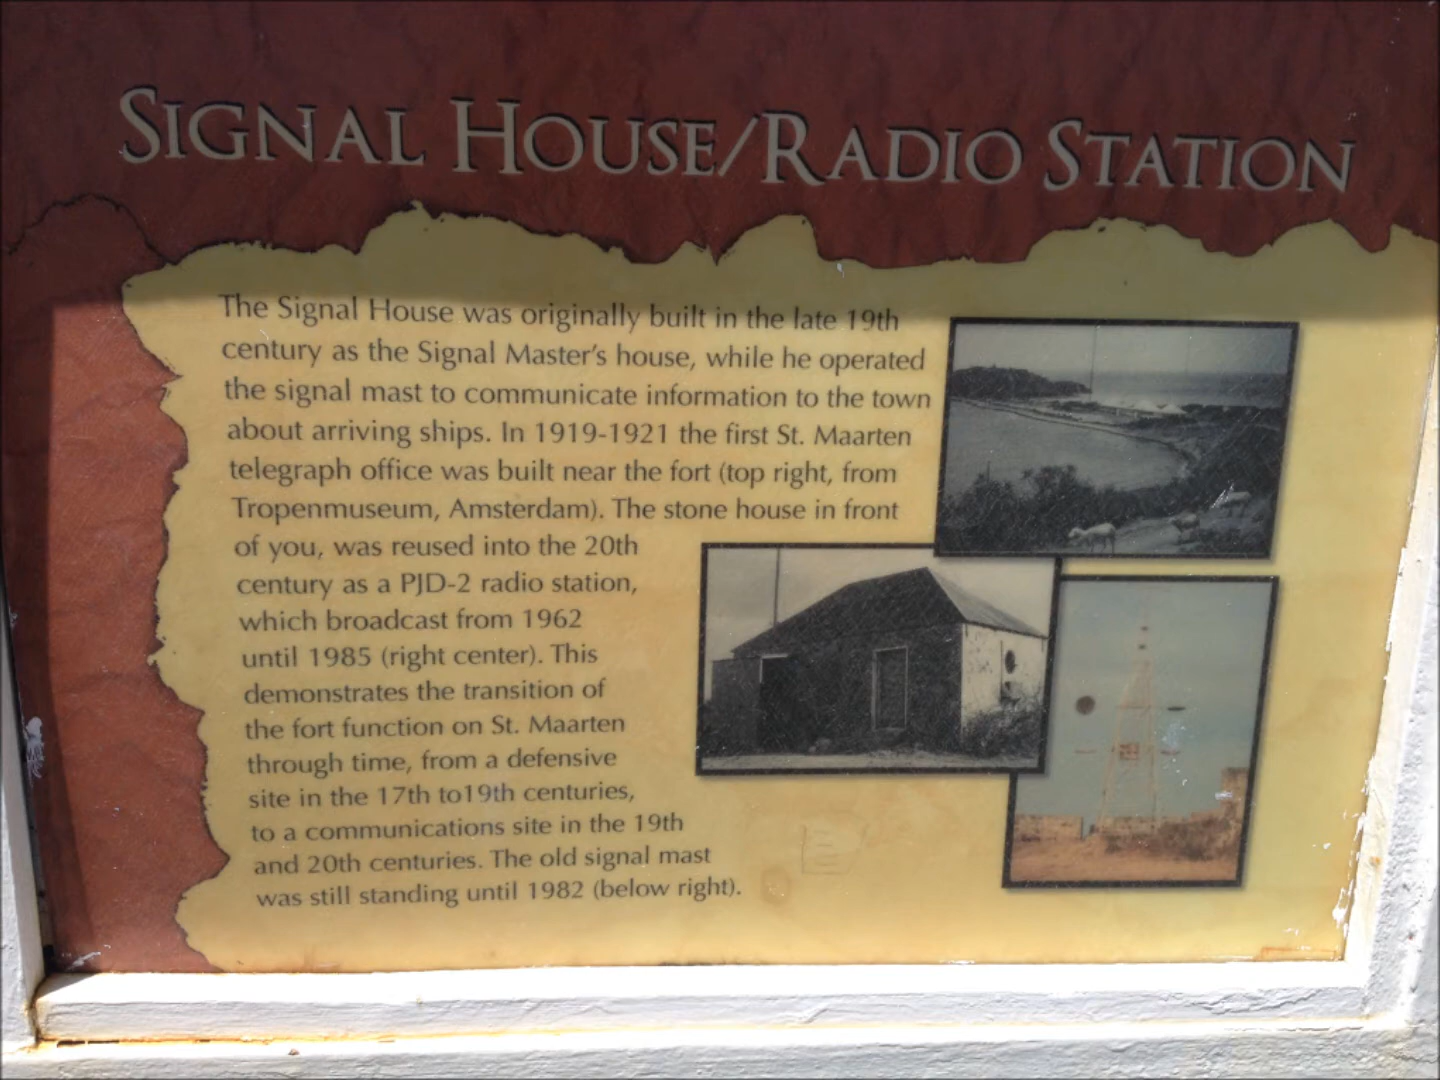 SIGNAL HOUSE/RADIO STATION
The Signal House was originally built in the late 19th
century as the Signal Master's house, while he operated
the signal mast to communicate information to the town
about arriving ships. In 1919-1921 the first St. Maarten
telegraph office was built near the fort (top right, from
Tropenmuseum, Amsterdam). The stone house in front
of you, was reused into the 20th
century as a PJD-2 radio station,
which broadcast from 1962
until 1985 (right center). This
demonstrates the transition of
the fort function on St. Maarten
through time, from a defensive
site in the 17th to19th centuries,
to a communications site in the 19th
and 20th centuries. The old signal mast
was still standing until 1982 (below right).